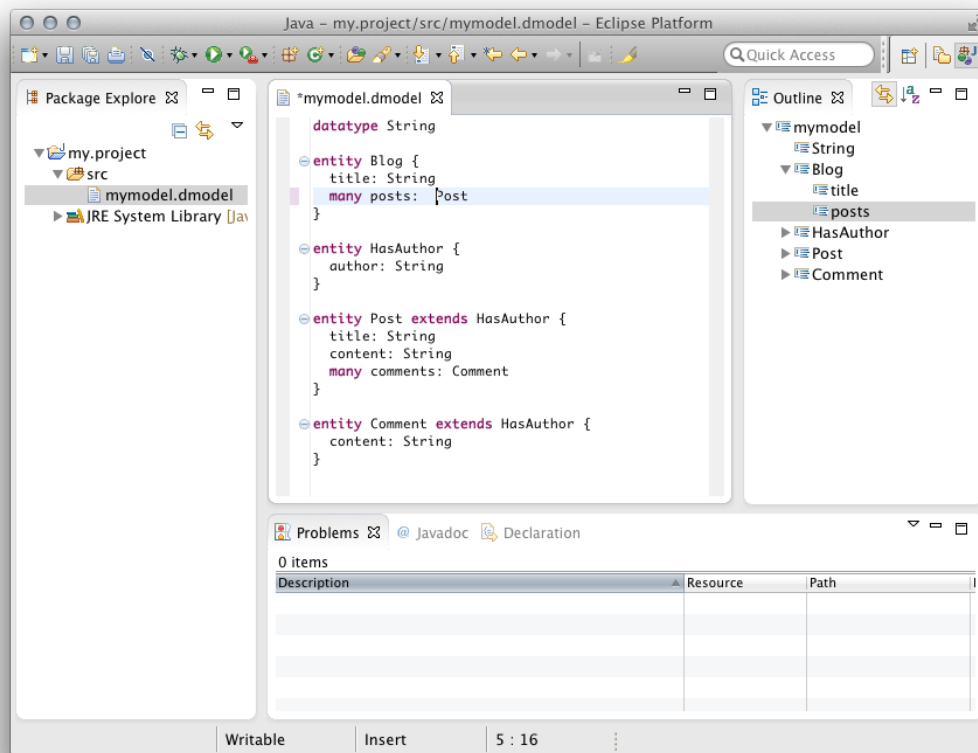 Java – my.project/src/mymodel.dmodel – Eclipse Platform
Quick Access
Package Explore
my.project
src
mymodel.dmodel
JRE System Library [Jav
*mymodel.dmodel
datatype String
entity Blog {
title: String
many posts:  Post
}
entity HasAuthor {
author: String
}
entity Post extends HasAuthor {
title: String
content: String
many comments: Comment
}
entity Comment extends HasAuthor {
content: String
}
Outline
mymodel
String
Blog
title
posts
HasAuthor
Post
Comment
Problems @ Javadoc Declaration
0 items
Description Resource Path
Writable Insert 5 : 16